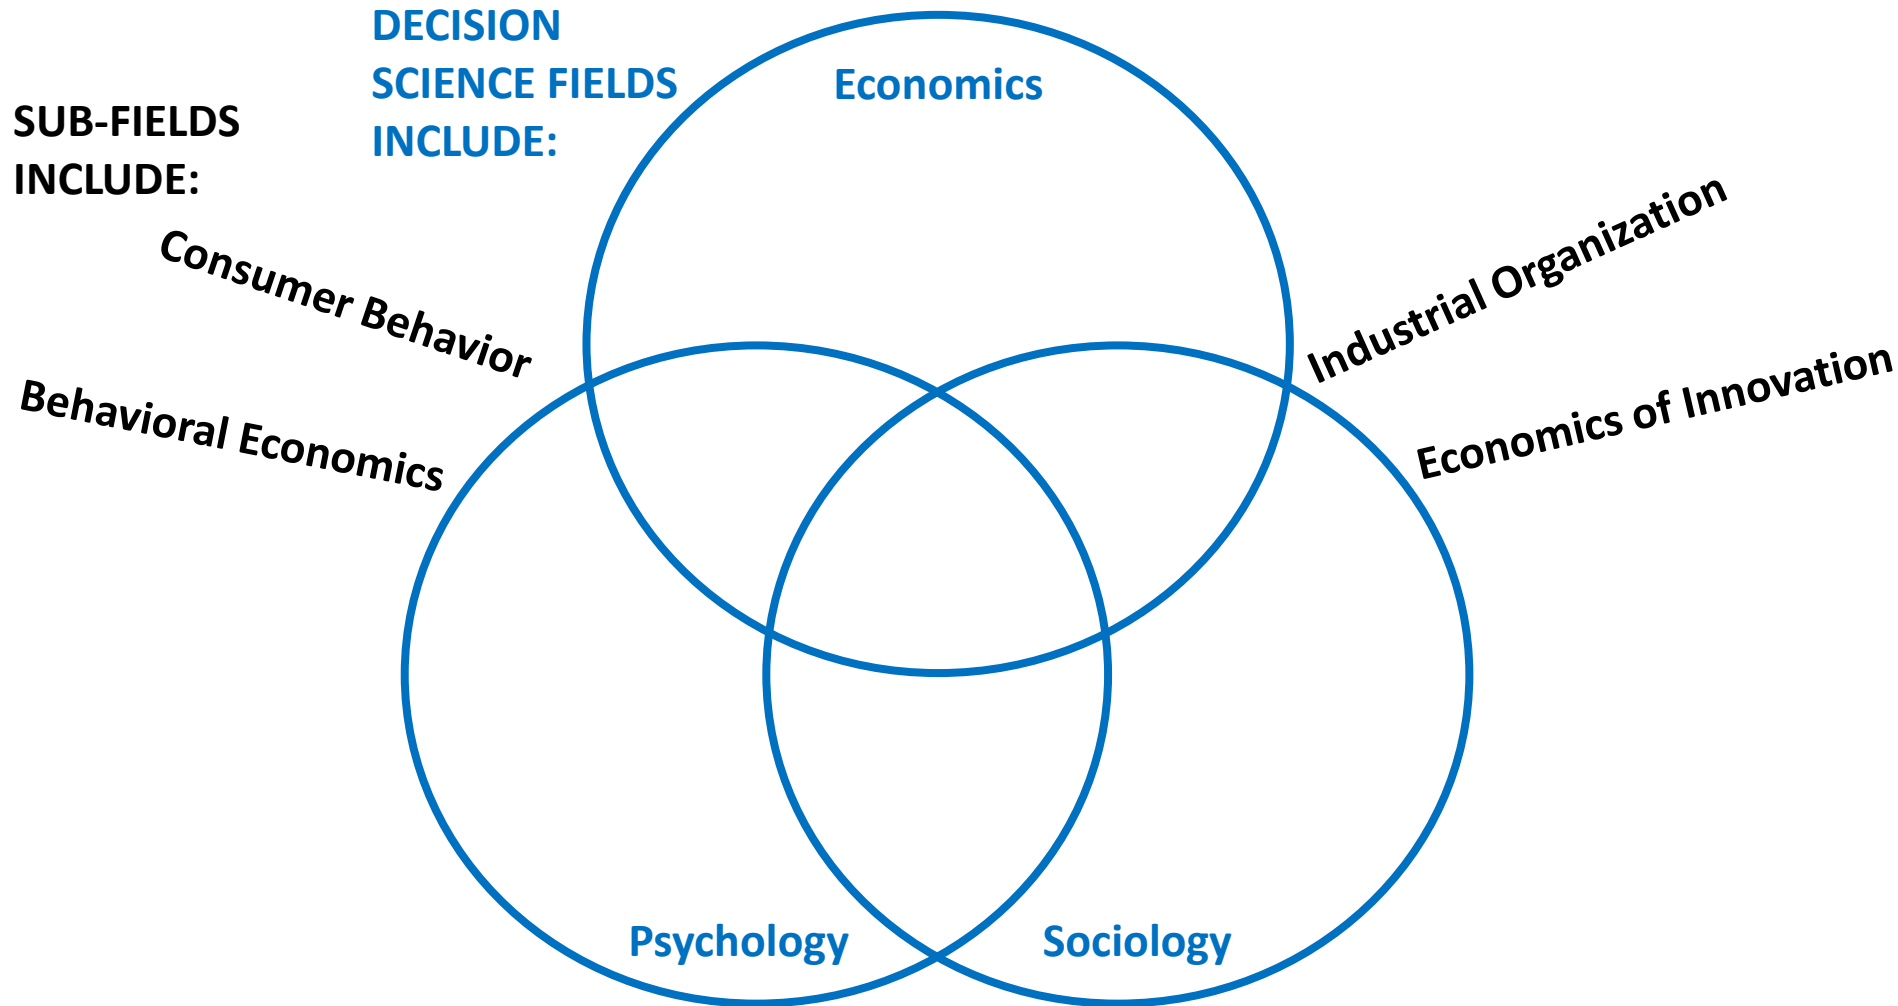 DECISION
SCIENCE FIELDS
INCLUDE:
Economics
SUB-FIELDS
INCLUDE:
Consumer Behavior
Behavioral Economics
Industrial Organization
Economics of Innovation
Psychology
Sociology